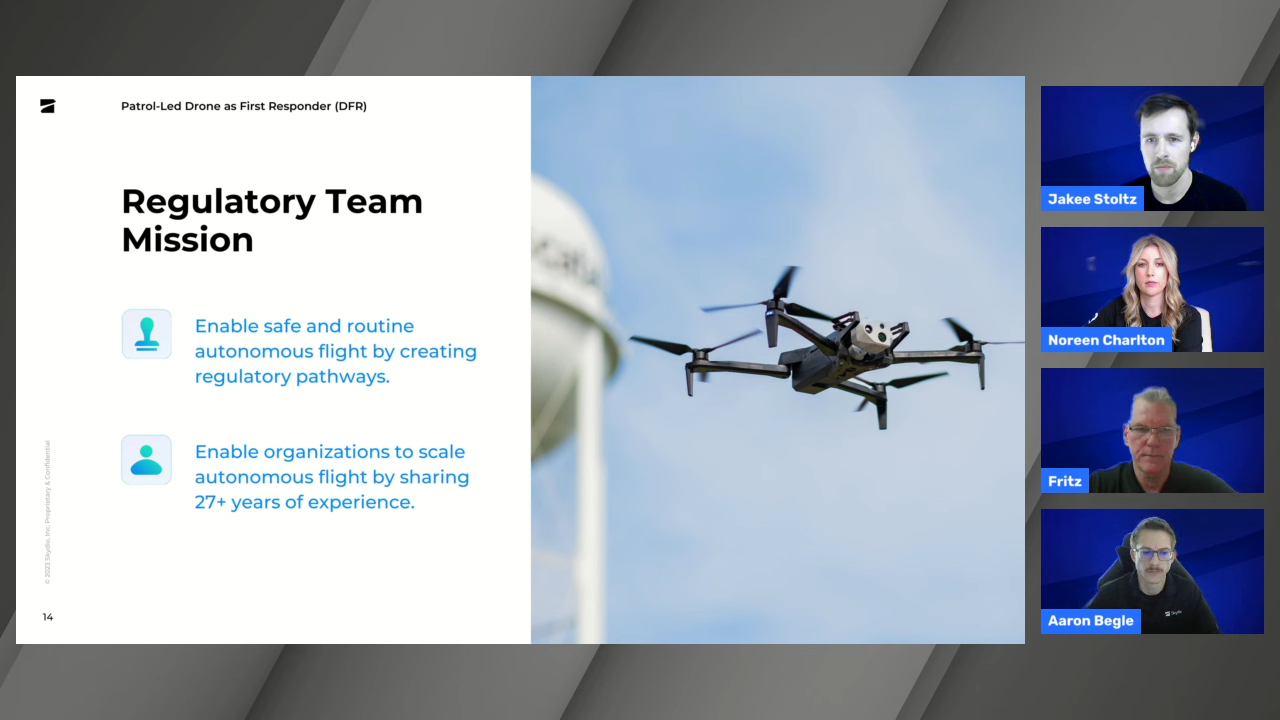 Patrol-Led Drone as First Responder (DFR)
Regulatory Team
Mission
Enable safe and routine
autonomous flight by creating
regulatory pathways.
Enable organizations to scale
autonomous flight by sharing
27+ years of experience.
© 2023 Skydio, Inc. Proprietary & Confidential
14
Jakee Stoltz
Noreen Charlton
Fritz
Aaron Begle
Skydio